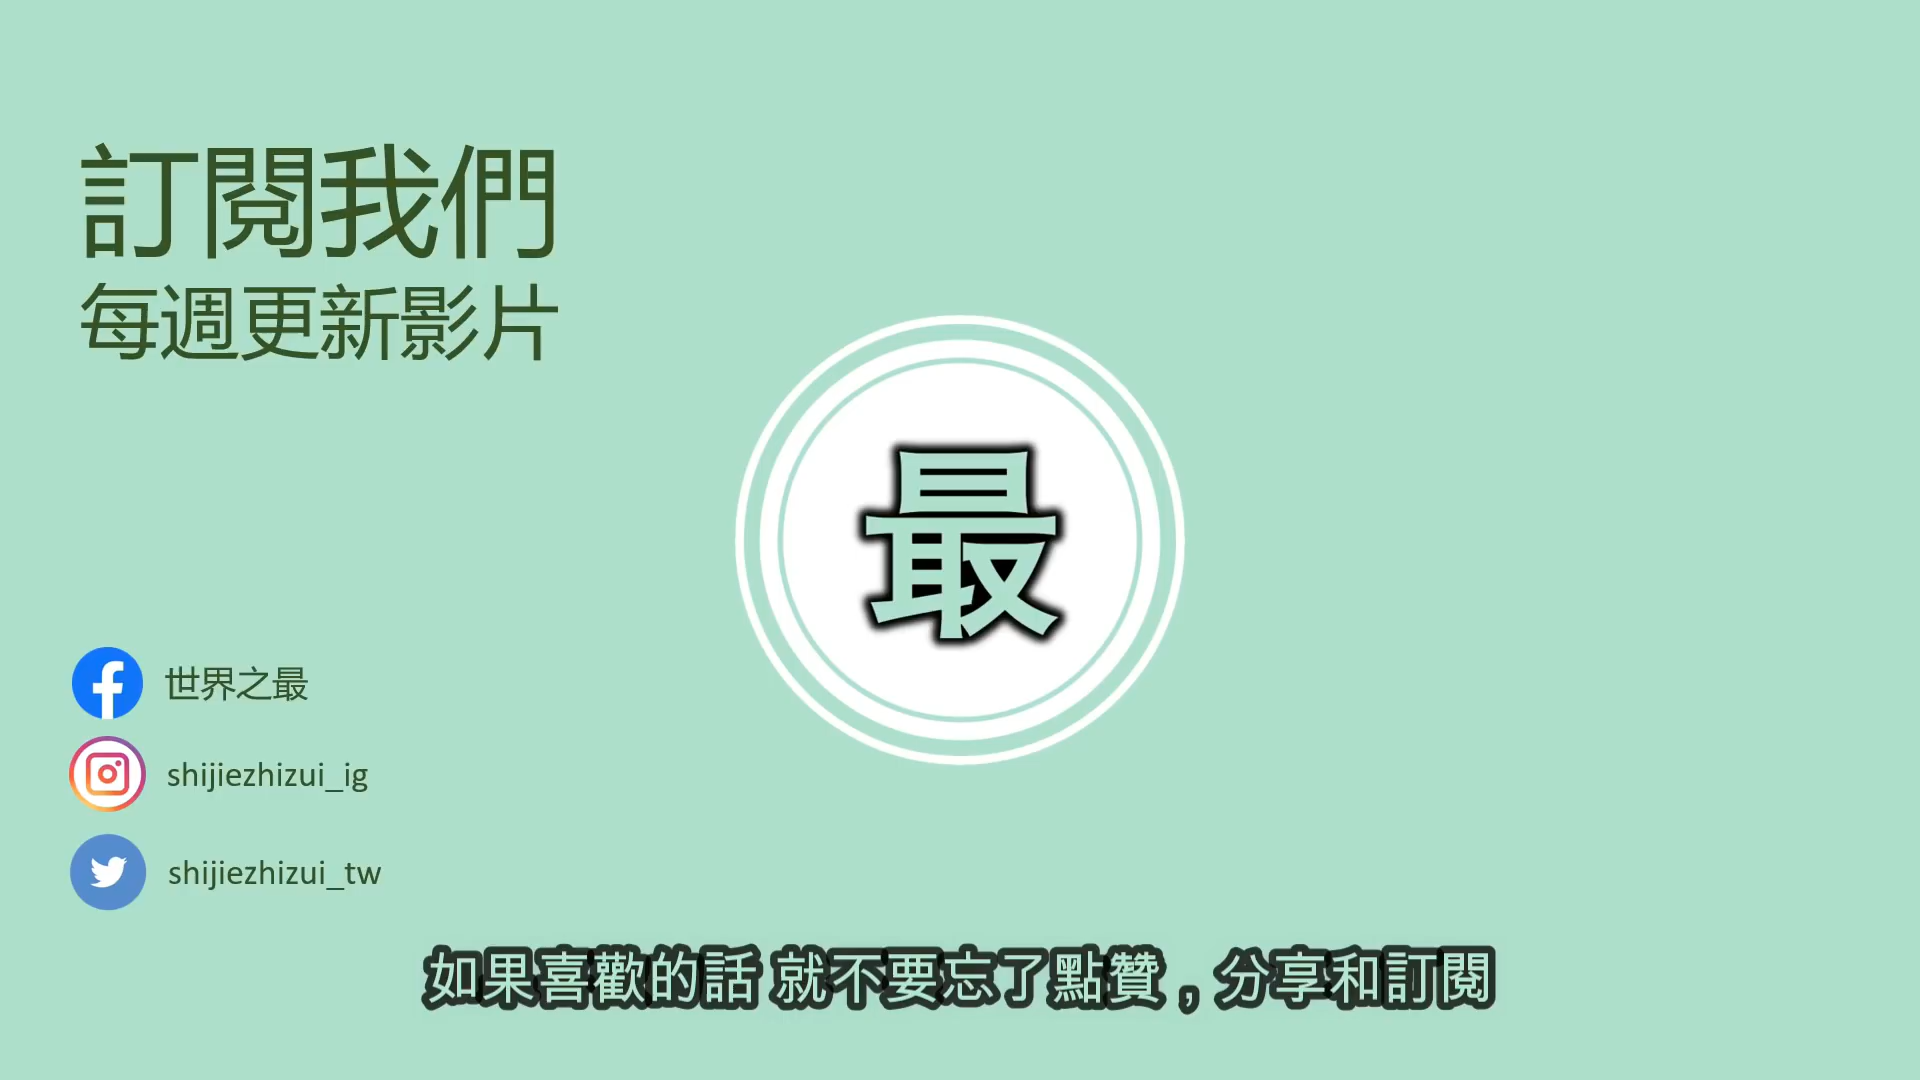 訂閱我們
每週更新影片
最
世界之最
shijiezhizui_ig
shijiezhizui_tw
如果喜歡的話 就不要忘了點贊，分享和訂閱